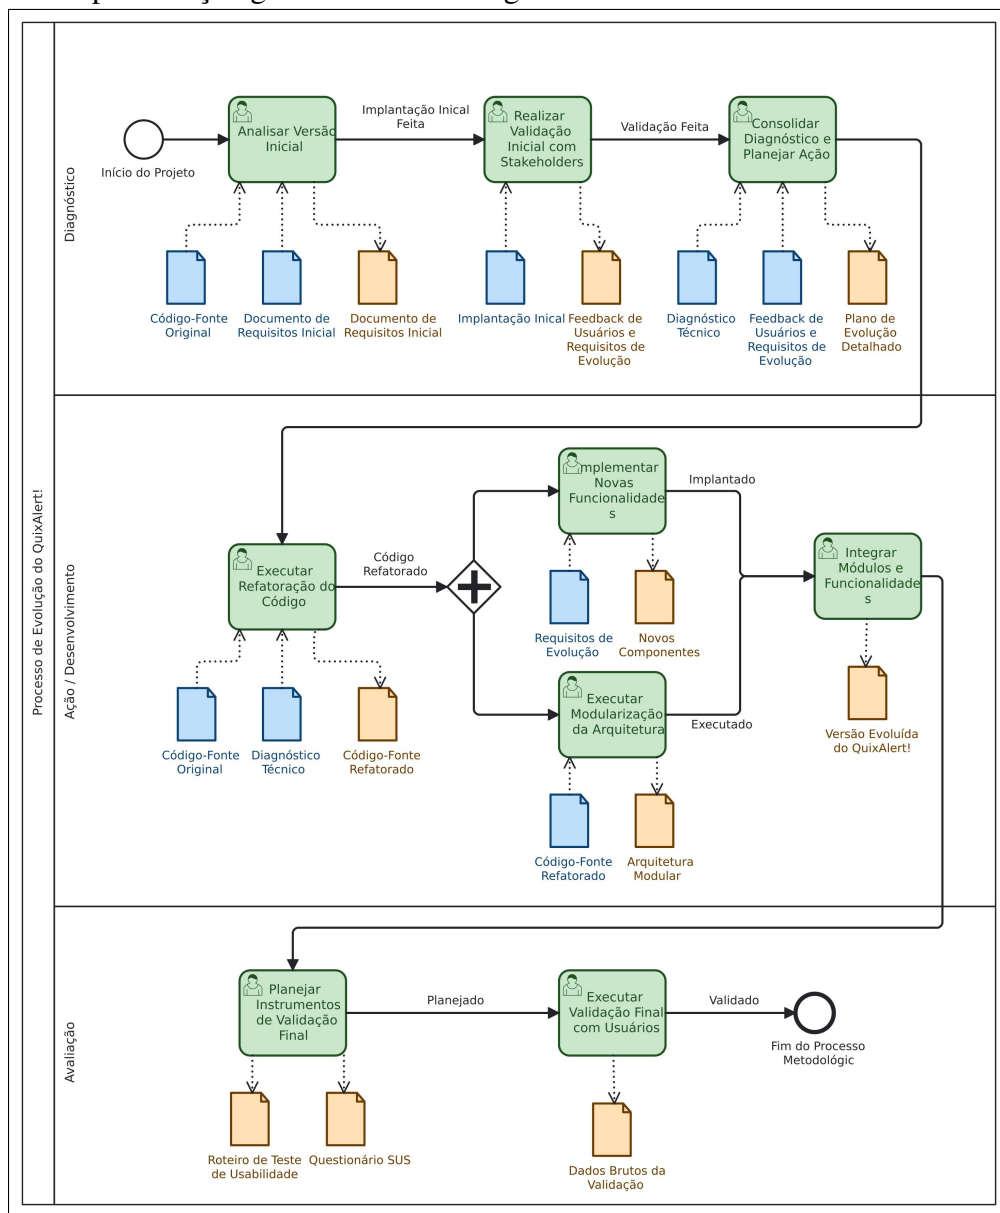 Processo de Evolução do QuixAlert!
Diagnóstico
Início do Projeto
Analisar Versão
Inicial
Implantação Inical
Feita
Realizar
Validação
Inicial com
Stakeholders
Validação Feita
Consolidar
Diagnóstico e
Planejar Ação
Código-Fonte
Original
Documento de
Requisitos Inicial
Documento de
Requisitos Inicial
Implantação Inical
Feedback de
Usuários e
Requisitos de
Evolução
Diagnóstico
Técnico
Feedback de
Usuários e
Requisitos de
Evolução
Plano de
Evolução
Detalhado
Ação / Desenvolvimento
Executar
Refatoração do
Código
Código
Refatorado
mplementar
Novas
Funcionalidade
s
Implantado
Requisitos de
Evolução
Novos
Componentes
Executar
Modularização
da Arquitetura
Executado
Integrar
Módulos e
Funcionalidade
s
Versão Evoluída
do QuixAlert!
Código-Fonte
Original
Diagnóstico
Técnico
Código-Fonte
Refatorado
Código-Fonte
Refatorado
Arquitetura
Modular
Avaliação
Planejar
Instrumentos
de Validação
Final
Planejado
Executar
Validação Final
com Usuários
Validado
Fim do Processo
Metodológic
Roteiro de Teste
de Usabilidade
Questionário SUS
Dados Brutos da
Validação